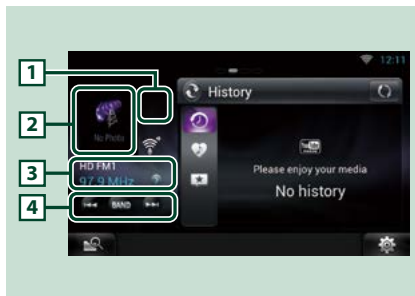 12:11
1
2
3
4
History
No Photo
HD FM1
97.9 MHz
BAND
Please enjoy your media
No history